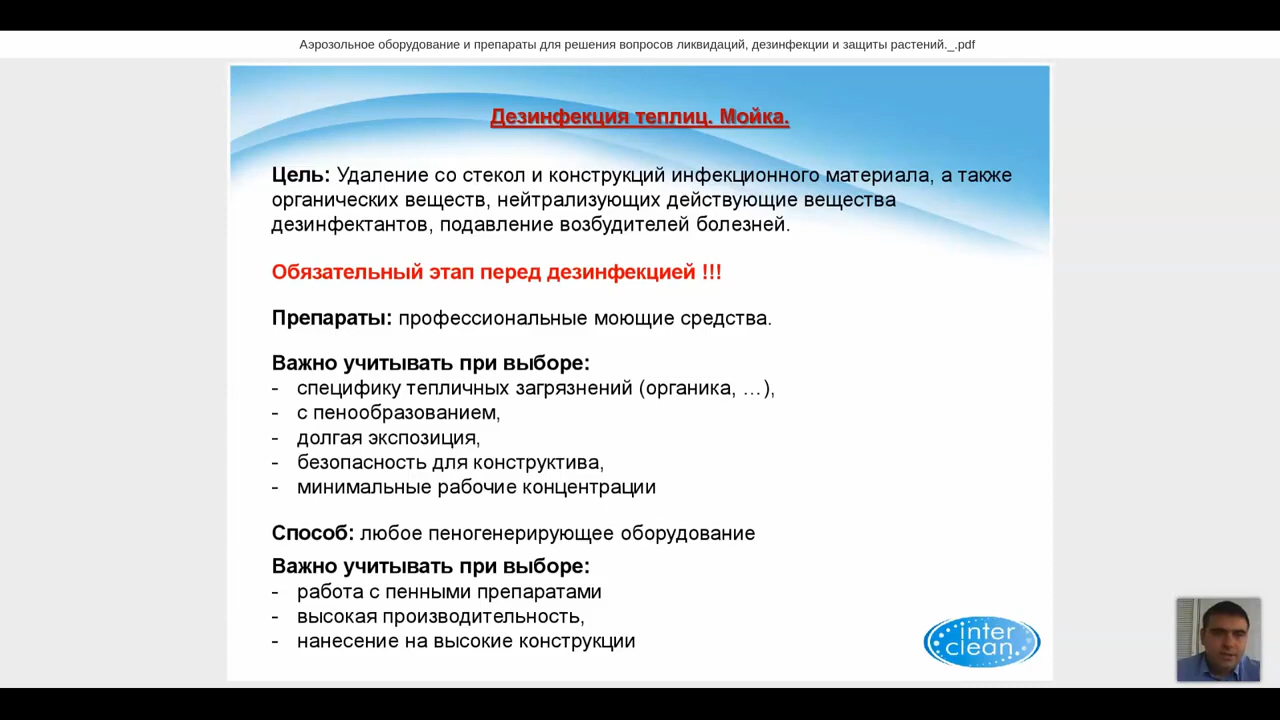 Аэрозольное оборудование и препараты для решения вопросов ликвидаций, дезинфекции и защиты растений._.pdf
Дезинфекция теплиц. Мойка.
Цель: Удаление со стекол и конструкций инфекционного материала, а также
органических веществ, нейтрализующих действующие вещества
дезинфектантов, подавление возбудителей болезней.
Обязательный этап перед дезинфекцией !!!
Препараты: профессиональные моющие средства.
Важно учитывать при выборе:
- специфику тепличных загрязнений (органика, …),
- с пенообразованием,
- долгая экспозиция,
- безопасность для конструктива,
- минимальные рабочие концентрации
Способ: любое пеногенерирующее оборудование
Важно учитывать при выборе:
- работа с пенными препаратами
- высокая производительность,
- нанесение на высокие конструкции
inter
clean